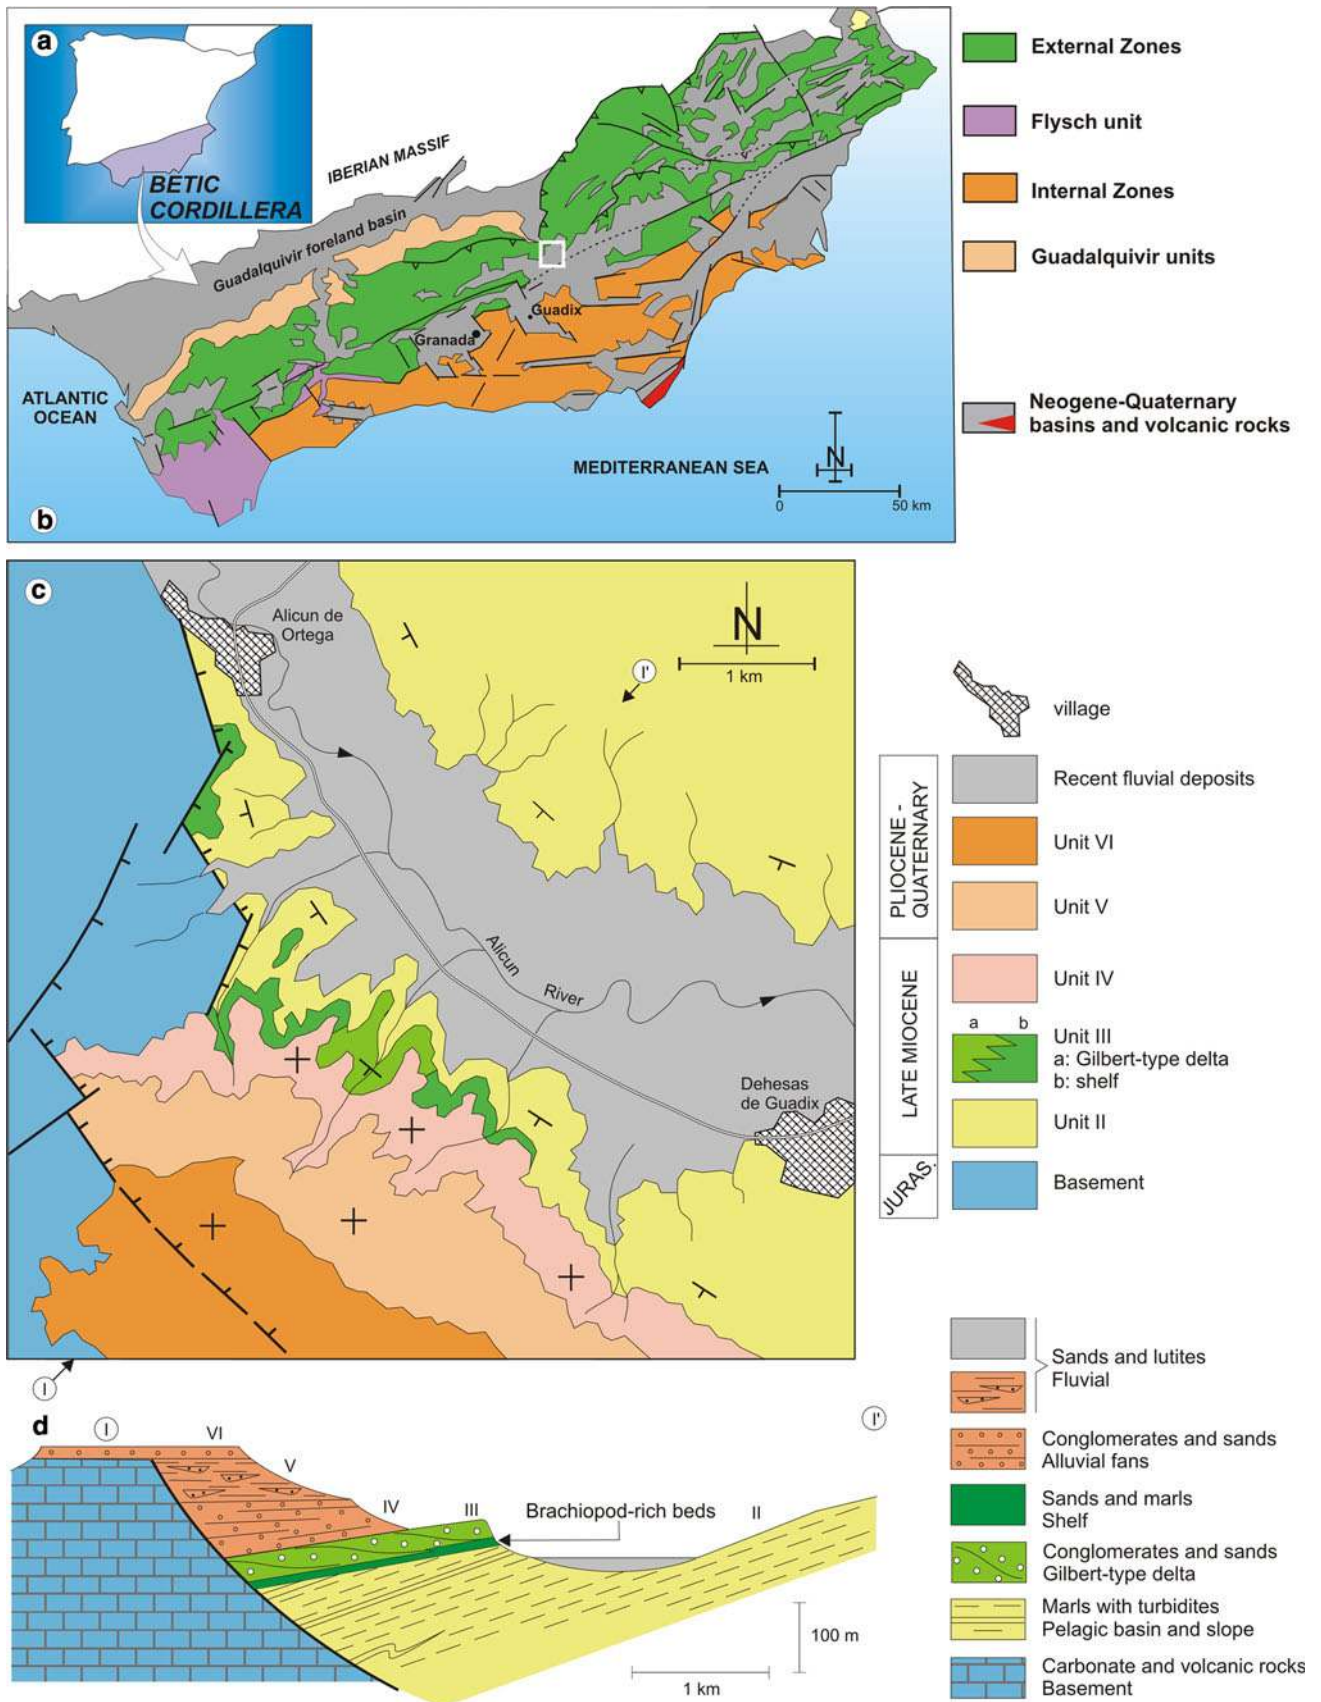 a
BETIC
CORDILLERA
IBERIAN MASSIF
Guadalquivir foreland basin
Guadix
Granada
ATLANTIC
OCEAN
MEDITERRANEAN SEA
N
0 50 km
b
External Zones
Flysch unit
Internal Zones
Guadalquivir units
Neogene-Quaternary
basins and volcanic rocks
c
Alicun de
Ortega
N
1 km
I'
Alicun
River
Dehesas
de Guadix
I
village
PLIOCENE -
QUATERNARY
LATE MIOCENE
JURAS.
Recent fluvial deposits
Unit VI
Unit V
Unit IV
a b
Unit III
a: Gilbert-type delta
b: shelf
Unit II
Basement
d
I
VI
V
IV
III
Brachiopod-rich beds
II
I'
100 m
1 km
Sands and lutites
Fluvial
Conglomerates and sands
Alluvial fans
Sands and marls
Shelf
Conglomerates and sands
Gilbert-type delta
Marls with turbidites
Pelagic basin and slope
Carbonate and volcanic rocks
Basement